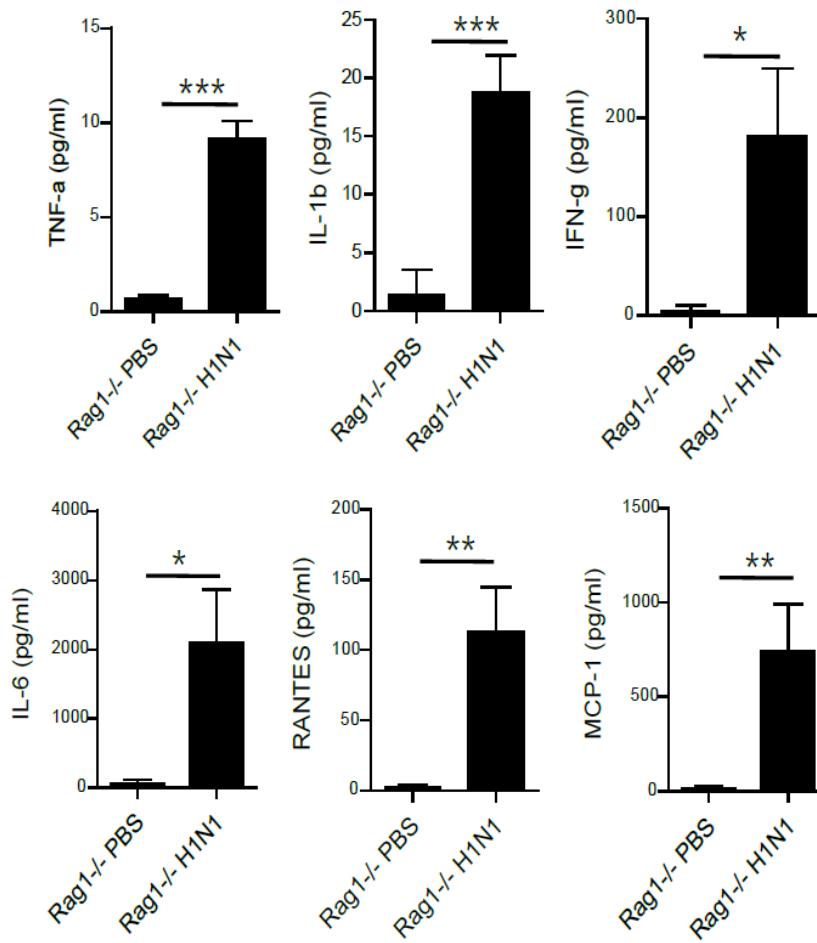 TNF-a (pg/ml)
15
10
5
0
***
Rag1-/- PBS
Rag1-/- H1N1
IL-1b (pg/ml)
25
20
15
10
5
0
***
Rag1-/- PBS
Rag1-/- H1N1
IFN-g (pg/ml)
300
200
100
0
*
Rag1-/- PBS
Rag1-/- H1N1
IL-6 (pg/ml)
4000
3000
2000
1000
0
*
Rag1-/- PBS
Rag1-/- H1N1
RANTES (pg/ml)
200
150
100
50
0
**
Rag1-/- PBS
Rag1-/- H1N1
MCP-1 (pg/ml)
1500
1000
500
0
**
Rag1-/- PBS
Rag1-/- H1N1